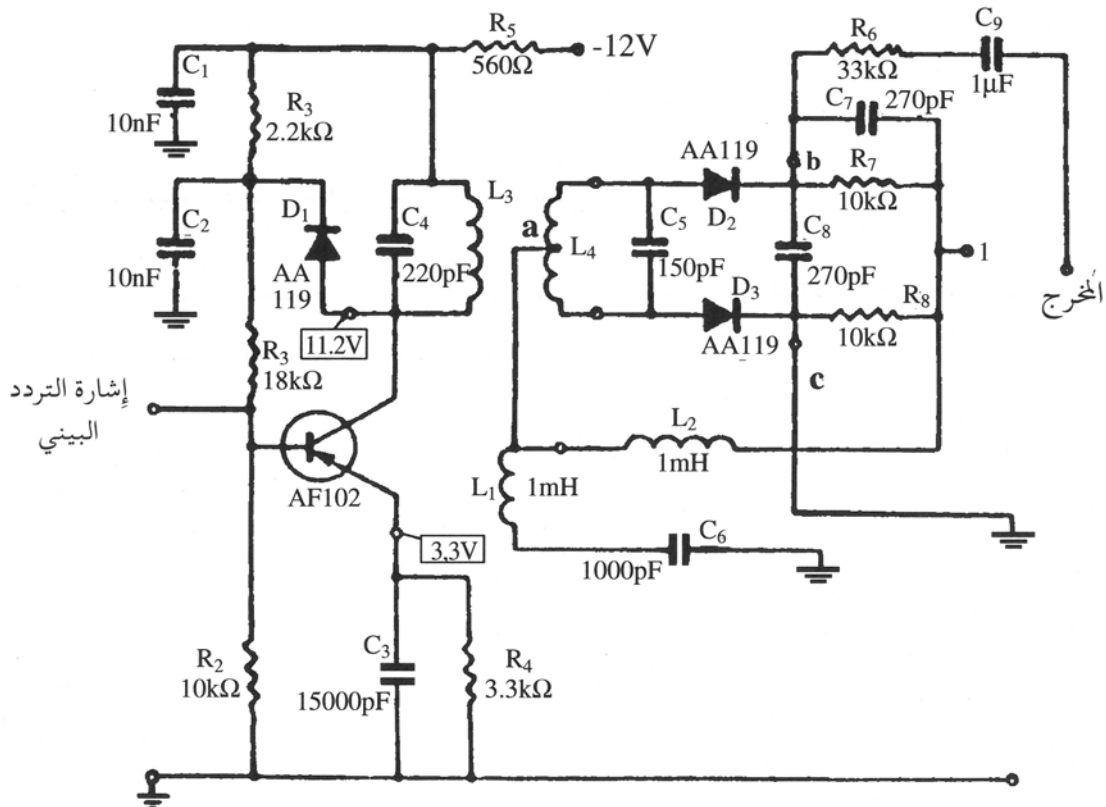 C1
10nF
R3
2.2kΩ
R5
560Ω
-12V
R6
33kΩ
C9
1µF
C7
270pF
المخرج
C2
10nF
D1
AA
119
C4
220pF
L3
11.2V
a
L4
C5
150pF
AA119
D2
b
R7
10kΩ
C8
270pF
1
D3
AA119
R8
10kΩ
c
R3
18kΩ
إشارة التردد
البيني
AF102
3,3V
L2
1mH
L1
1mH
C6
1000pF
R2
10kΩ
C3
15000pF
R4
3.3kΩ